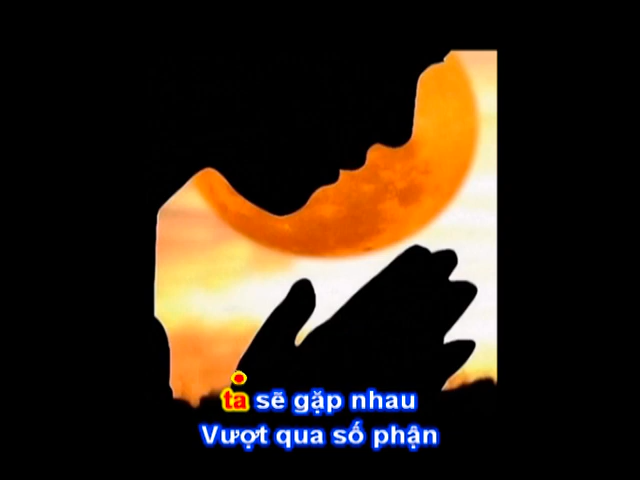 ta sẽ gặp nhau
Vượt qua số phận